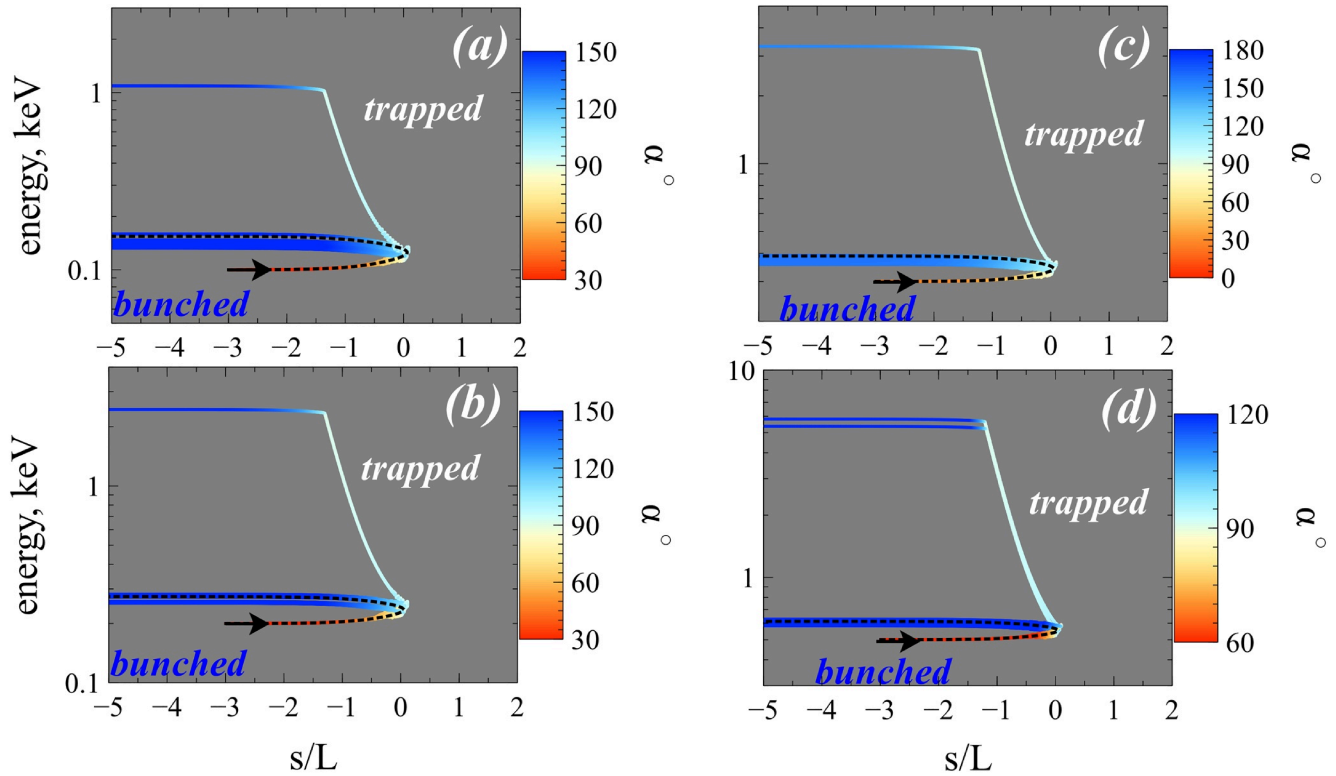 (a)
trapped
bunched
energy, keV
1
0.1
−5 −4 −3 −2 −1 0 1 2
150
120
90
60
30
α°
(c)
trapped
bunched
1
−5 −4 −3 −2 −1 0 1 2
180
150
120
90
60
30
0
α°
(b)
trapped
bunched
energy, keV
1
0.1
−5 −4 −3 −2 −1 0 1 2
s/L
150
120
90
60
30
α°
(d)
trapped
bunched
10
1
−5 −4 −3 −2 −1 0 1 2
s/L
120
90
60
α°